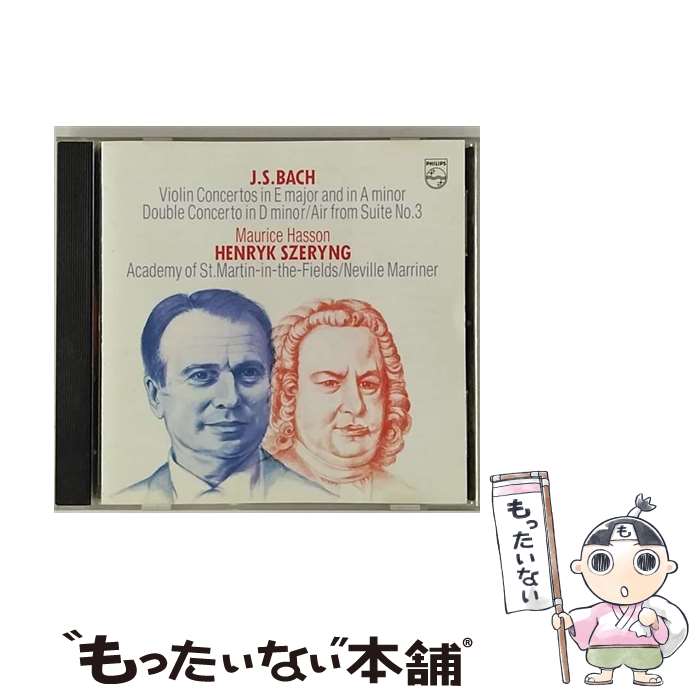 J.S.BACH
Violin Concertos in E major and in A minor
Double Concerto in D minor/Air from Suite No.3
Maurice Hasson
HENRYK SZERYNG
Academy of St.Martin-in-the-Fields/Neville Marriner
PHILIPS
も
もったいない
"もったいない"本舗®